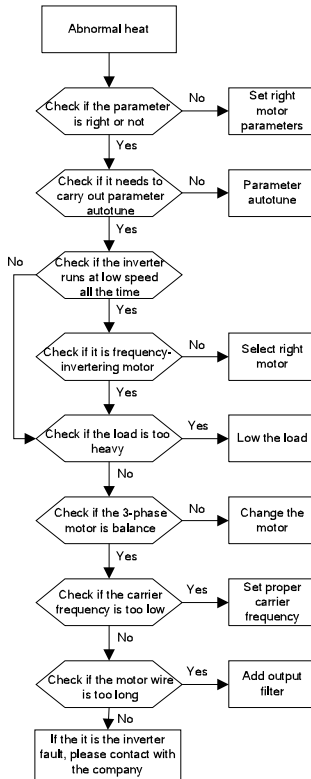 Abnormal heat
Check if the parameter
is right or not
No
Set right
motor
parameters
Yes
Check if it needs to
carry out parameter
autotune
No
Parameter
autotune
Yes
No
Check if the inverter
runs at low speed
all the time
Yes
Check if it is frequency-
invertering motor
No
Select right
motor
Yes
Check if the load is too
heavy
Yes
Low the load
No
Check if the 3-phase
motor is balance
No
Change the
motor
Yes
Check if the carrier
frequency is too low
Yes
Set proper
carrier
frequency
No
Check if the motor wire
is too long
Yes
Add output
filter
No
If the it is the inverter
fault, please contact with
the company